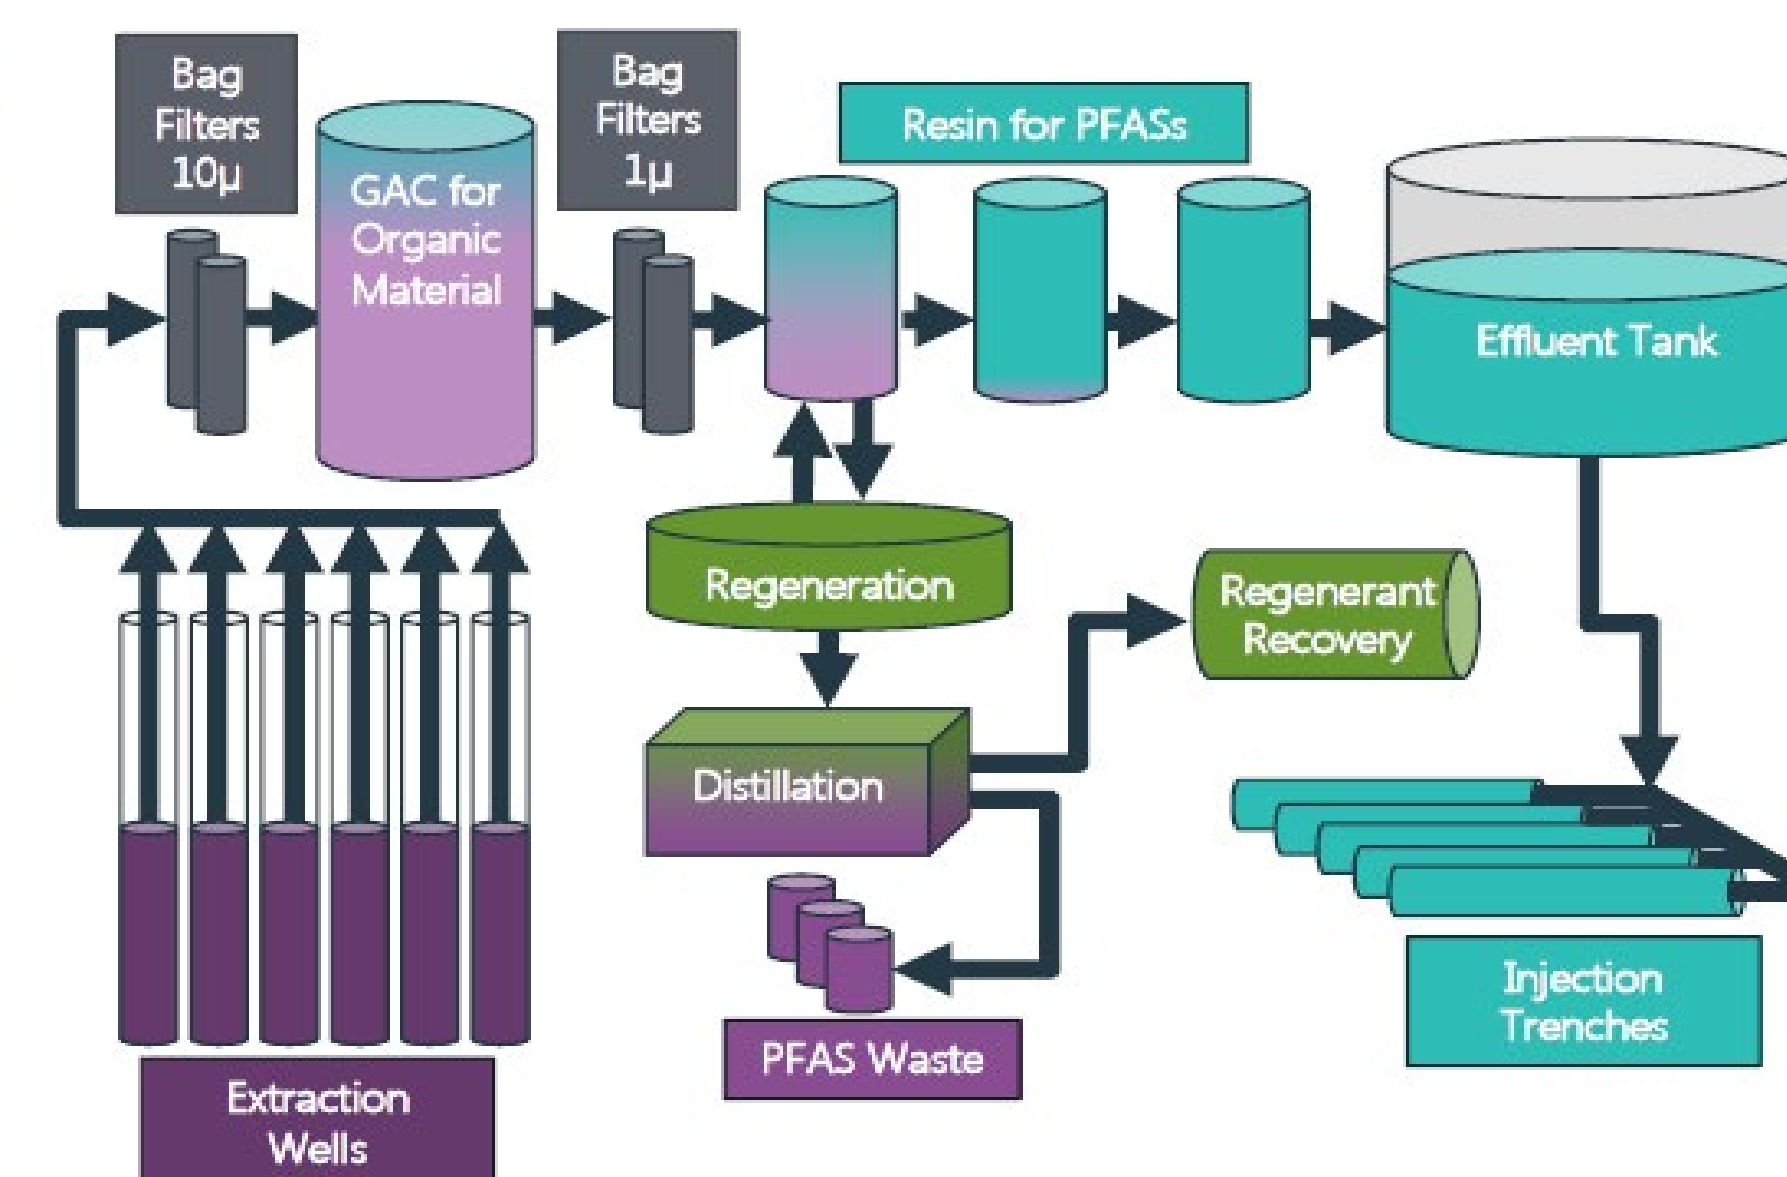 Bag
Filters
10µ
GAC for
Organic
Material
Bag
Filters
1µ
Resin for PFASs
Effluent Tank
Regeneration
Regenerant
Recovery
Distillation
PFAS Waste
Injection
Trenches
Extraction
Wells